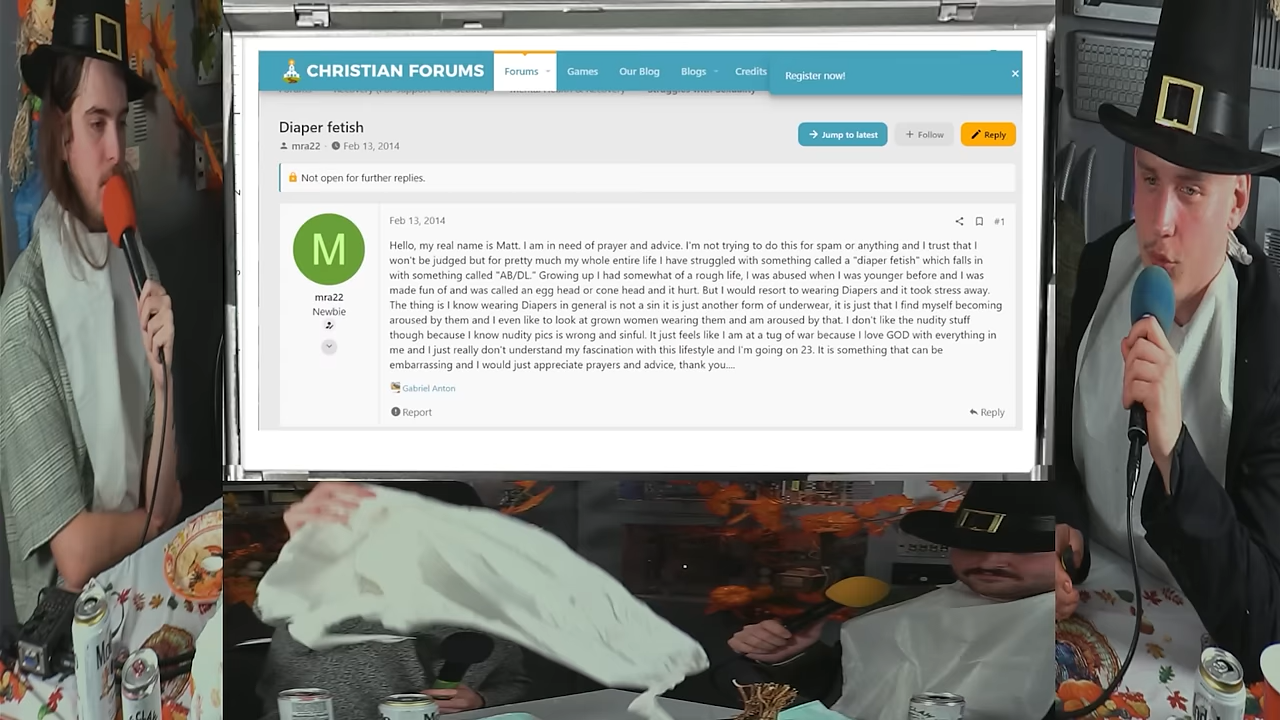 CHRISTIAN FORUMS Forums Games Our Blog Blogs Credits Register now! ×
Diaper fetish
Jump to latest + Follow Reply
mra22 · Feb 13, 2014
Not open for further replies.
Feb 13, 2014 #1
M
mra22
Newbie
Hello, my real name is Matt. I am in need of prayer and advice. I'm not trying to do this for spam or anything and I trust that I
won't be judged but for pretty much my whole entire life I have struggled with something called a "diaper fetish" which falls in
with something called "AB/DL." Growing up I had somewhat of a rough life, I was abused when I was younger before and I was
made fun of and was called an egg head or cone head and it hurt. But I would resort to wearing Diapers and it took stress away.
The thing is I know wearing Diapers in general is not a sin it is just another form of underwear, it is just that I find myself becoming
aroused by them and I even like to look at grown women wearing them and am aroused by that. I don't like the nudity stuff
though because I know nudity pics is wrong and sinful. It just feels like I am at a tug of war because I love GOD with everything in
me and I just really don't understand my fascination with this lifestyle and I'm going on 23. It is something that can be
embarrassing and I would just appreciate prayers and advice, thank you....
Gabriel Anton
Report Reply